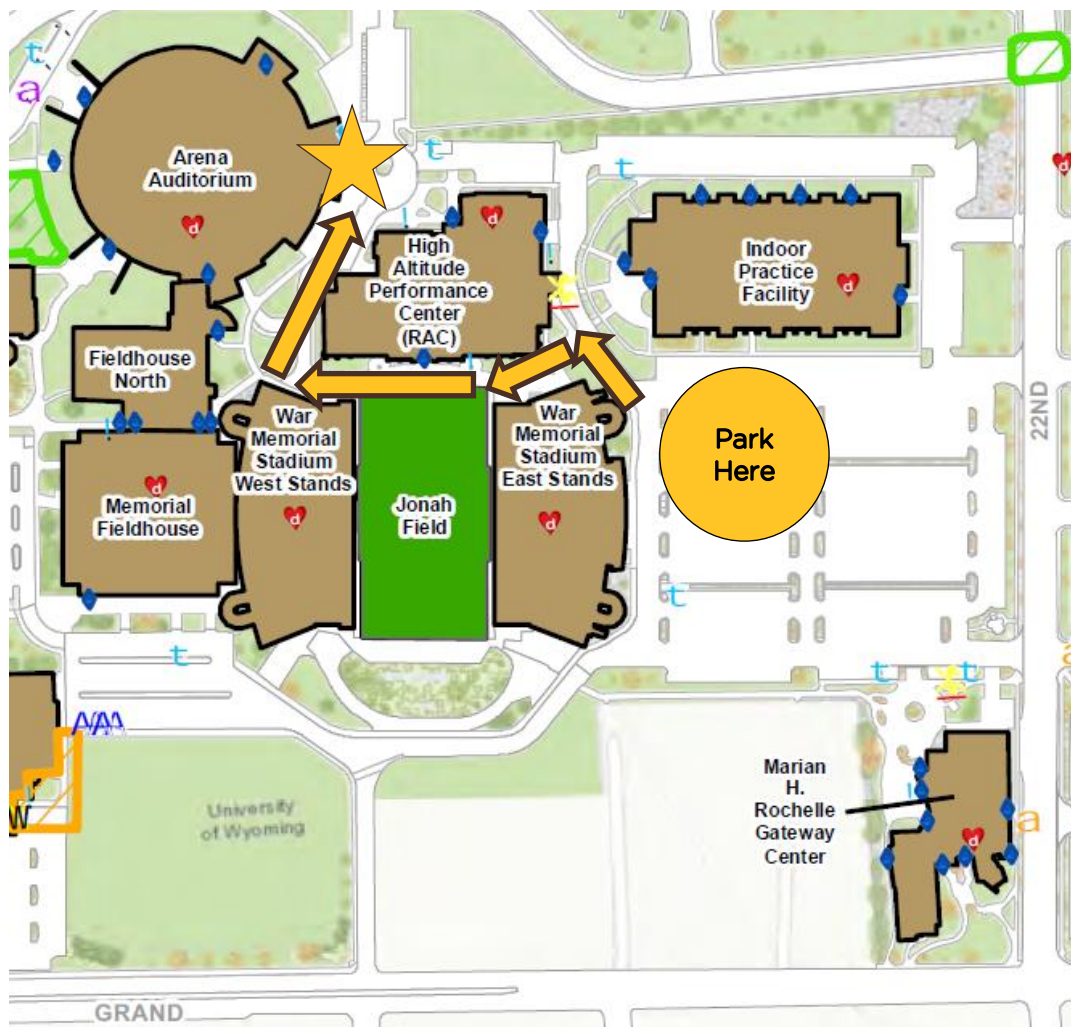 t
a
Arena
Auditorium
d
t
t
d
High
Altitude
Performance
Center
(RAC)
d
Indoor
Practice
Facility
d
Fieldhouse
North
War
Memorial
Stadium
West Stands
d
War
Memorial
Stadium
East Stands
d
Park
Here
22ND
Jonah
Field
d
Memorial
Fieldhouse
t
t
t
t
a
AAA
W
University
of Wyoming
Marian
H.
Rochelle
Gateway
Center
d
a
GRAND